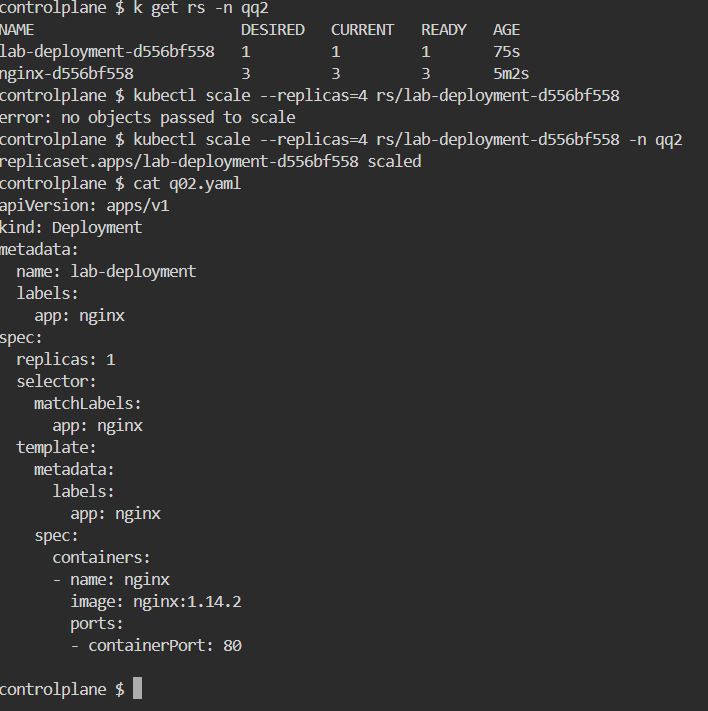 controlplane $ k get rs -n qq2
NAME                       DESIRED   CURRENT   READY   AGE
lab-deployment-d556bf558   1         1         1       75s
nginx-d556bf558            3         3         3       5m2s
controlplane $ kubectl scale --replicas=4 rs/lab-deployment-d556bf558
error: no objects passed to scale
controlplane $ kubectl scale --replicas=4 rs/lab-deployment-d556bf558 -n qq2
replicaset.apps/lab-deployment-d556bf558 scaled
controlplane $ cat q02.yaml
apiVersion: apps/v1
kind: Deployment
metadata:
  name: lab-deployment
  labels:
    app: nginx
spec:
  replicas: 1
  selector:
    matchLabels:
      app: nginx
  template:
    metadata:
      labels:
        app: nginx
    spec:
      containers:
      - name: nginx
        image: nginx:1.14.2
        ports:
        - containerPort: 80
controlplane $